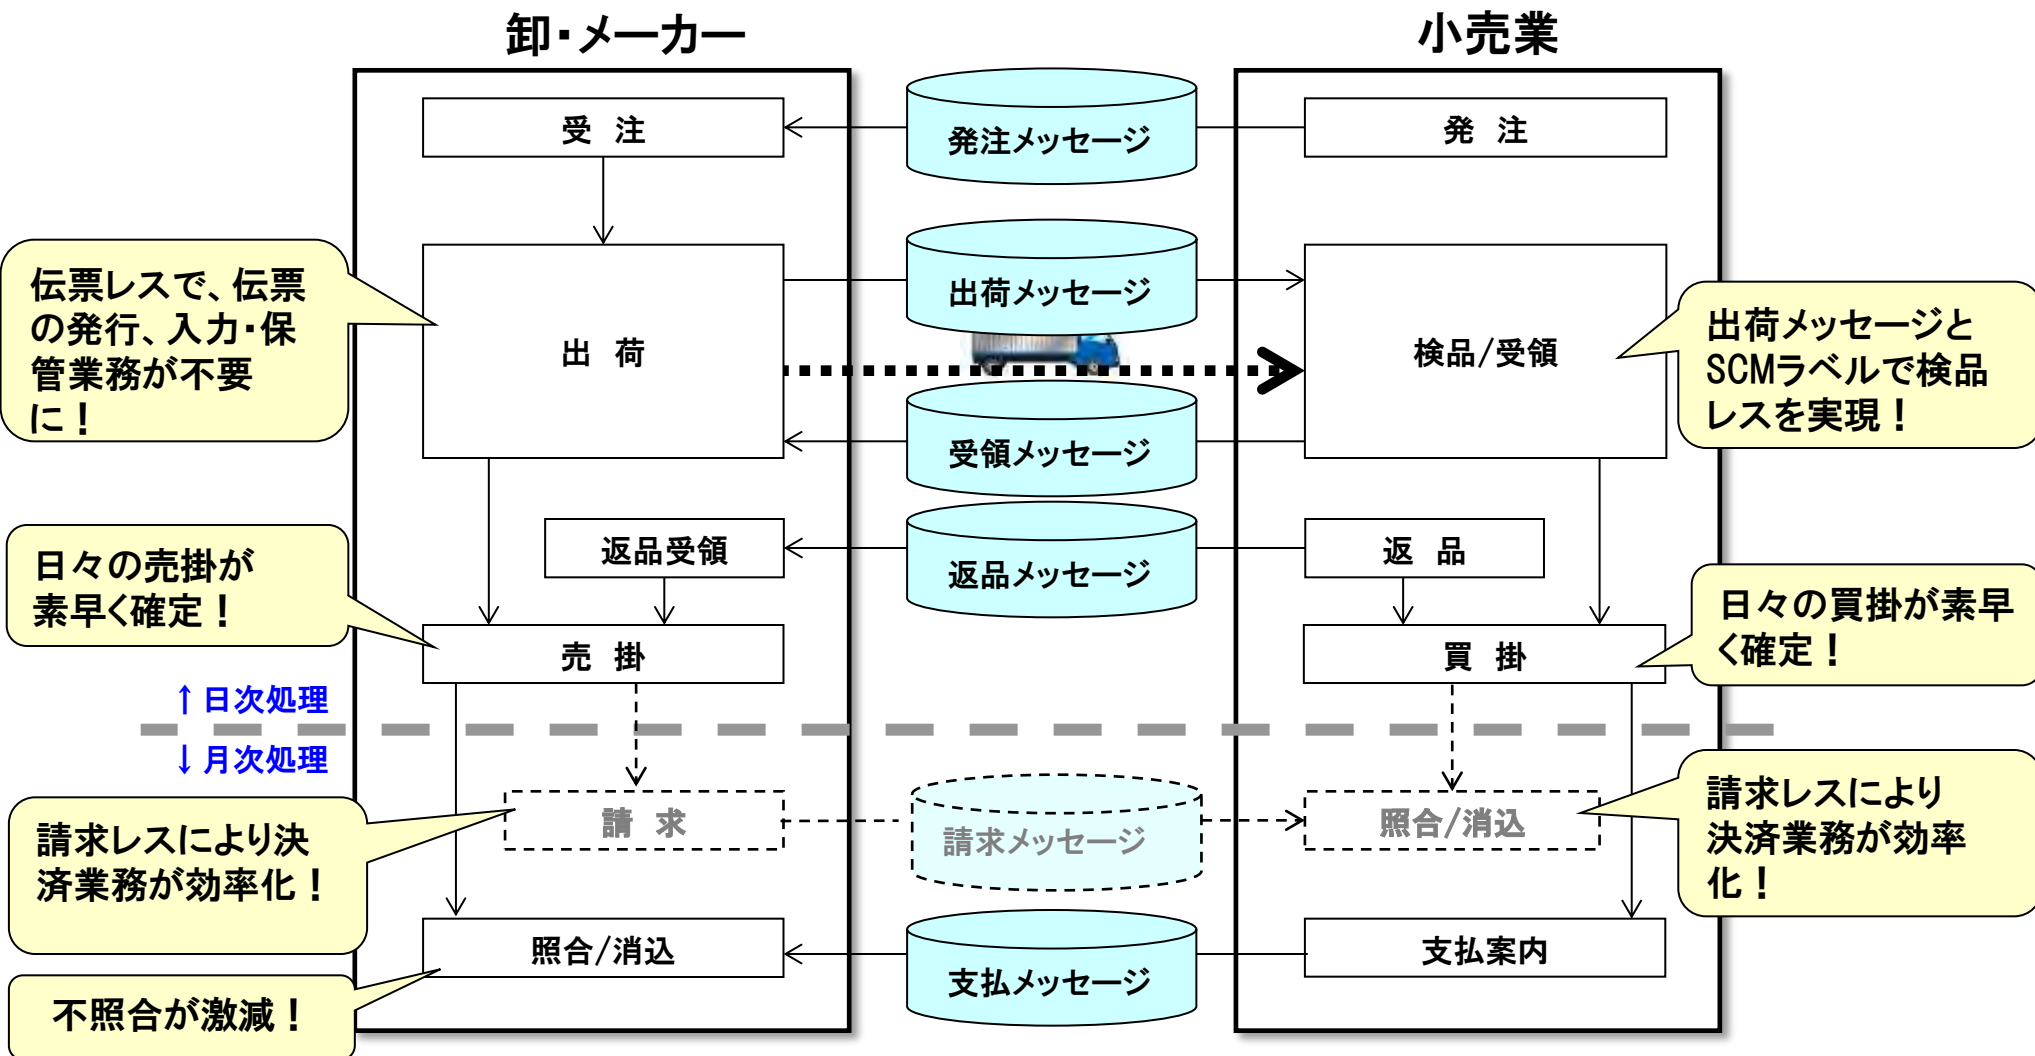 卸・メーカー
小売業
受 注
発注メッセージ
発 注
伝票レスで、伝票
の発行、入力・保
管業務が不要
に！
出 荷
出荷メッセージ
検品/受領
出荷メッセージと
SCMラベルで検品
レスを実現！
受領メッセージ
日々の売掛が
素早く確定！
返品受領
返品メッセージ
返 品
日々の買掛が素早
く確定！
売 掛
買 掛
↑日次処理
↓月次処理
請求レスにより決
済業務が効率化！
請 求
請求メッセージ
照合/消込
請求レスにより
決済業務が効率
化！
照合/消込
支払メッセージ
支払案内
不照合が激減！